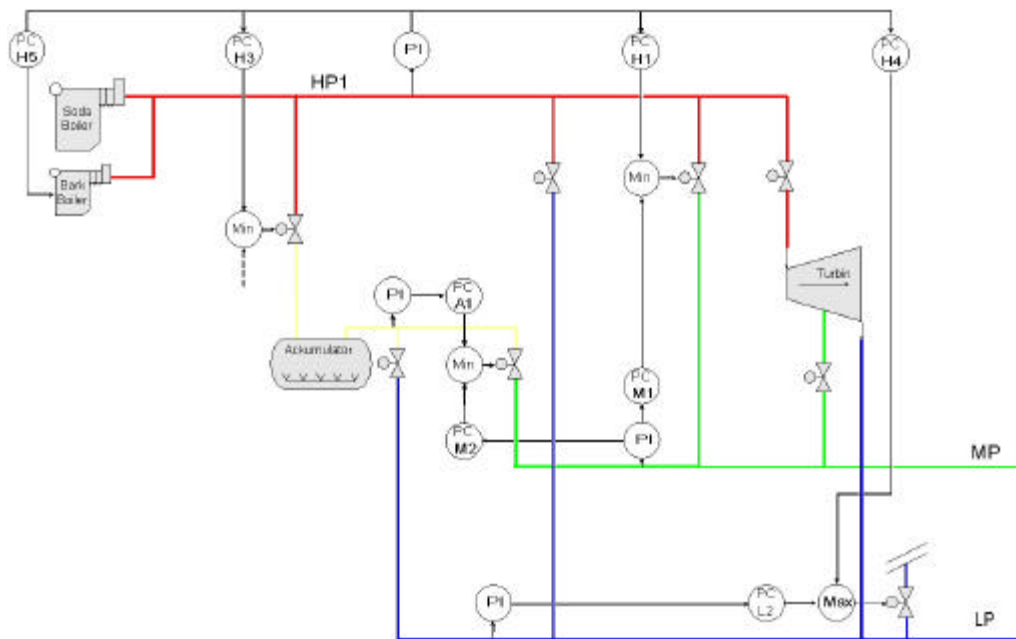 PC
H5
PC
H3
PI
PC
H1
PC
H4
HP1
Soda
Boiler
Bark
Boiler
Min
Min
Turbin
PI
PC
A1
Ackumulator
Min
PC
M1
PC
M2
PI
MP
PI
PC
L2
Max
LP